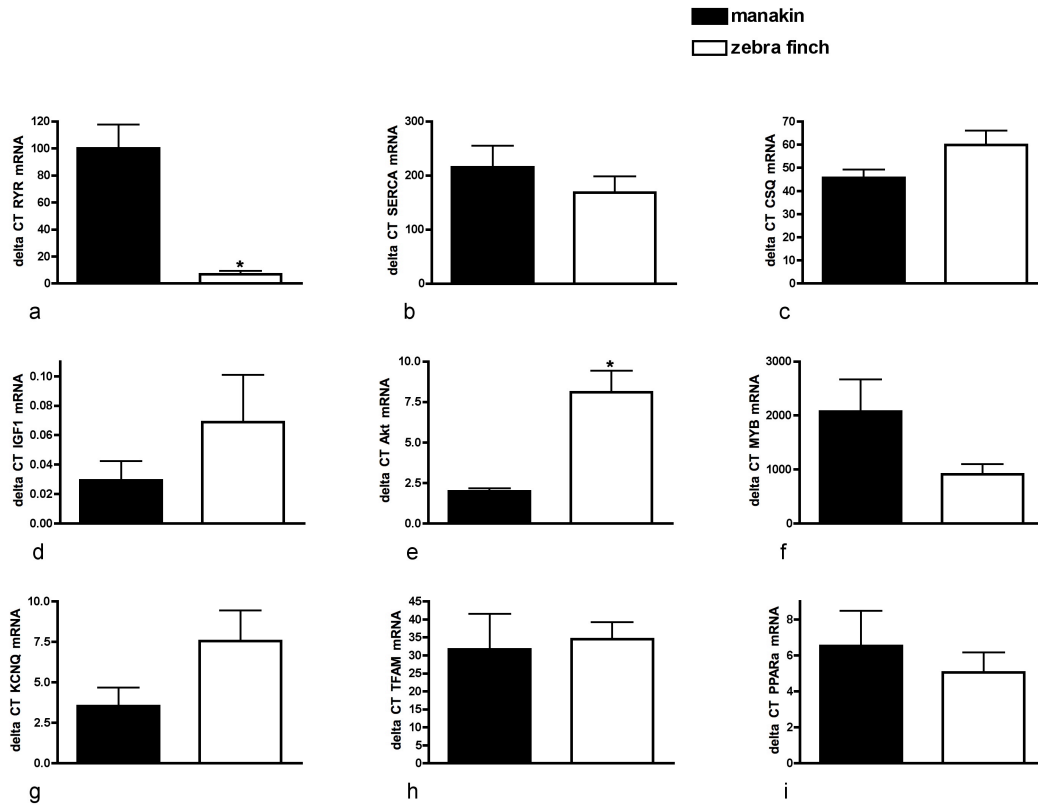 manakin
zebra finch
delta CT RYR mRNA
120
100
80
60
40
20
0
*
a
delta CT SERCA mRNA
300
200
100
0
b
delta CT CSQ mRNA
70
60
50
40
30
20
10
0
c
delta CT IGF1 mRNA
0.10
0.08
0.06
0.04
0.02
0.00
d
delta CT Akt mRNA
10.0
7.5
5.0
2.5
0.0
*
e
delta CT MYB mRNA
3000
2000
1000
0
f
delta CT KCNQ mRNA
10.0
7.5
5.0
2.5
0.0
g
delta CT TFAM mRNA
45
40
35
30
25
20
15
10
5
0
h
delta CT PPARa mRNA
8
6
4
2
0
i